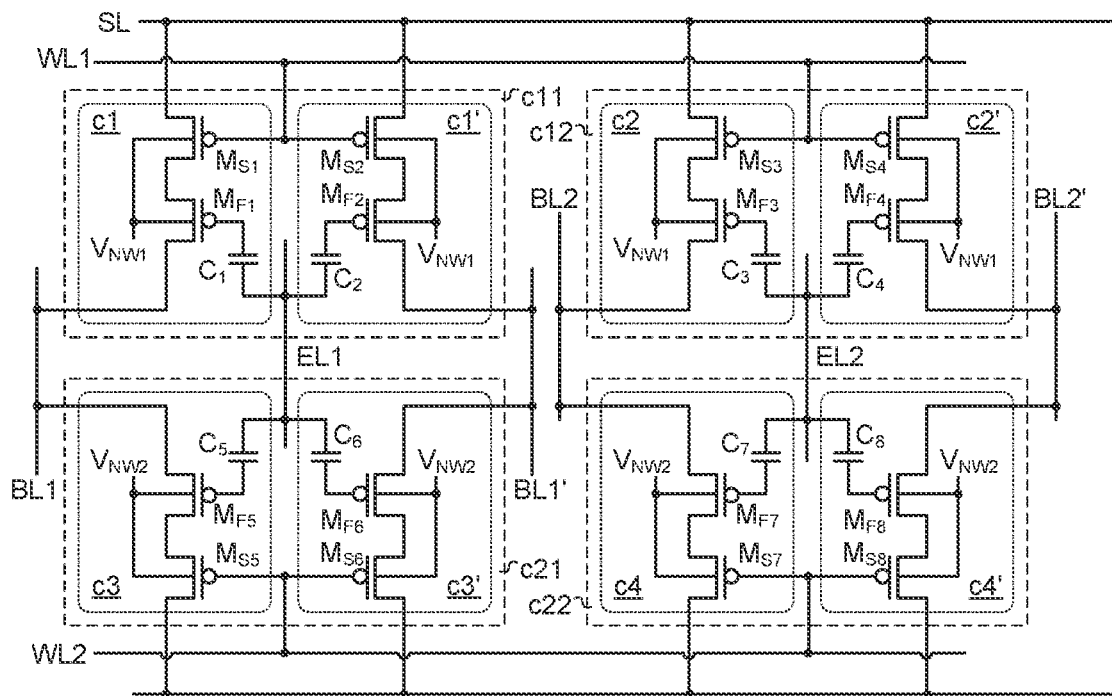 SL
WL1
c11
c1
c1'
c12
c2
c2'
MS1
MS2
MS3
MS4
MF1
MF2
BL2
MF3
MF4
BL2'
VNW1
VNW1
VNW1
VNW1
C1
C2
C3
C4
EL1
EL2
C5
C6
C7
C8
VNW2
VNW2
VNW2
VNW2
BL1
BL1'
MF5
MF6
MF7
MF8
MS5
MS6
MS7
MS8
c21
c3
c3'
c22
c4
c4'
WL2